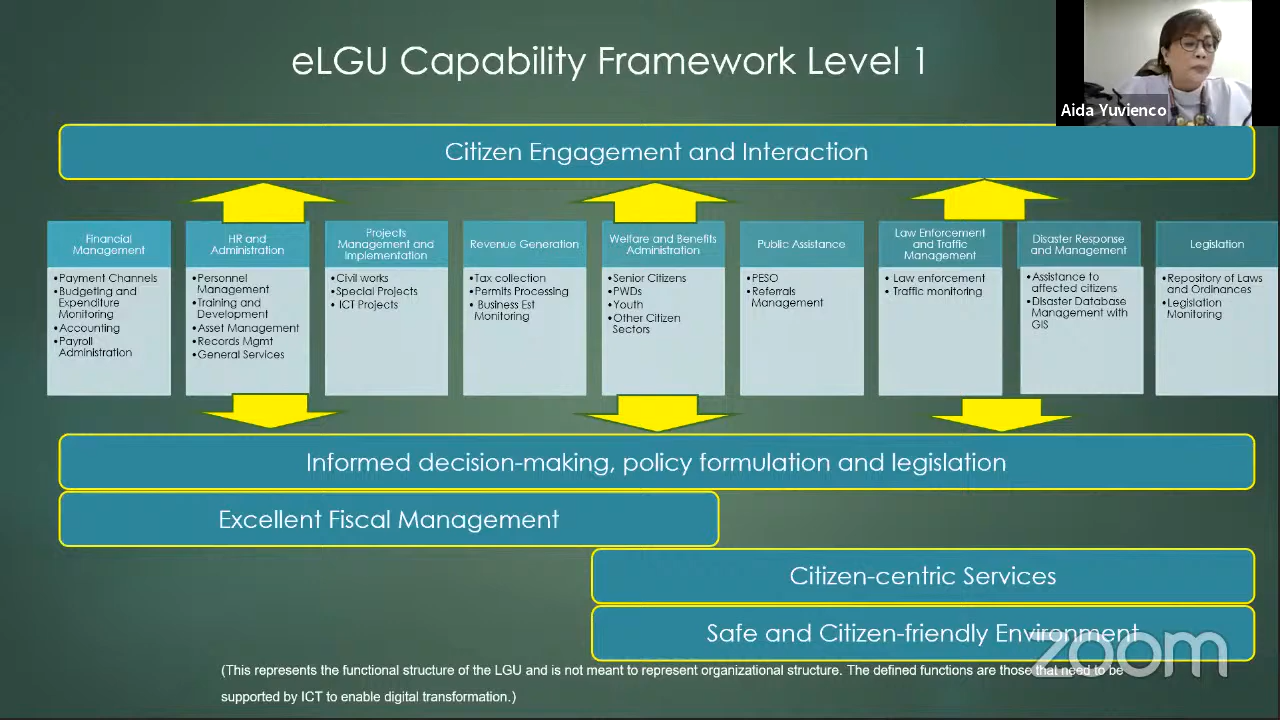 eLGU Capability Framework Level 1
Aida Yuvienco
Citizen Engagement and Interaction
Financial
Management
•Payment Channels
•Budgeting and
Expenditure
Monitoring
•Accounting
•Payroll
Administration
HR and
Administration
•Personnel
Management
•Training and
Development
•Asset Management
•Records Mgmt
•General Services
Projects
Management and
Implementation
•Civil works
•Special Projects
• ICT Projects
Revenue Generation
•Tax collection
•Permits Processing
• Business Est
Monitoring
Welfare and Benefits
Administration
•Senior Citizens
•PWDs
•Youth
•Other Citizen
Sectors
Public Assistance
•PESO
•Referrals
Management
Law Enforcement
and Traffic
Management
• Law enforcement
• Traffic monitoring
Disaster Response
and Management
•Assistance to
affected citizens
•Disaster Database
Management with
GIS
Legislation
•Repository of Laws
and Ordinances
•Legislation
Monitoring
Informed decision-making, policy formulation and legislation
Excellent Fiscal Management
Citizen-centric Services
Safe and Citizen-friendly Environment
zoom
(This represents the functional structure of the LGU and is not meant to represent organizational structure. The defined functions are those that need to be
supported by ICT to enable digital transformation.)